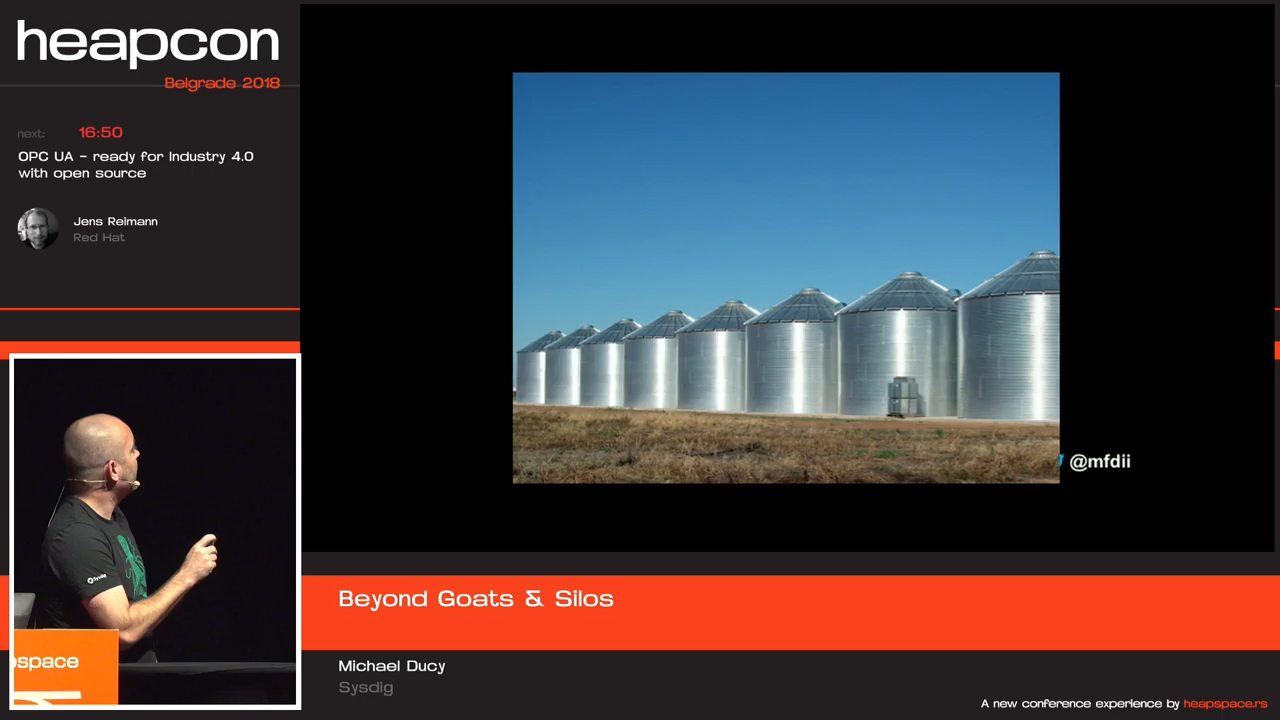 heapcon
Belgrade 2018
next: 16:50
OPC UA - ready for Industry 4.0
with open source
Jens Reimann
Red Hat
@mfdii
Sysdig
space
Beyond Goats & Silos
Michael Ducy
Sysdig
A new conference experience by heapspace.rs